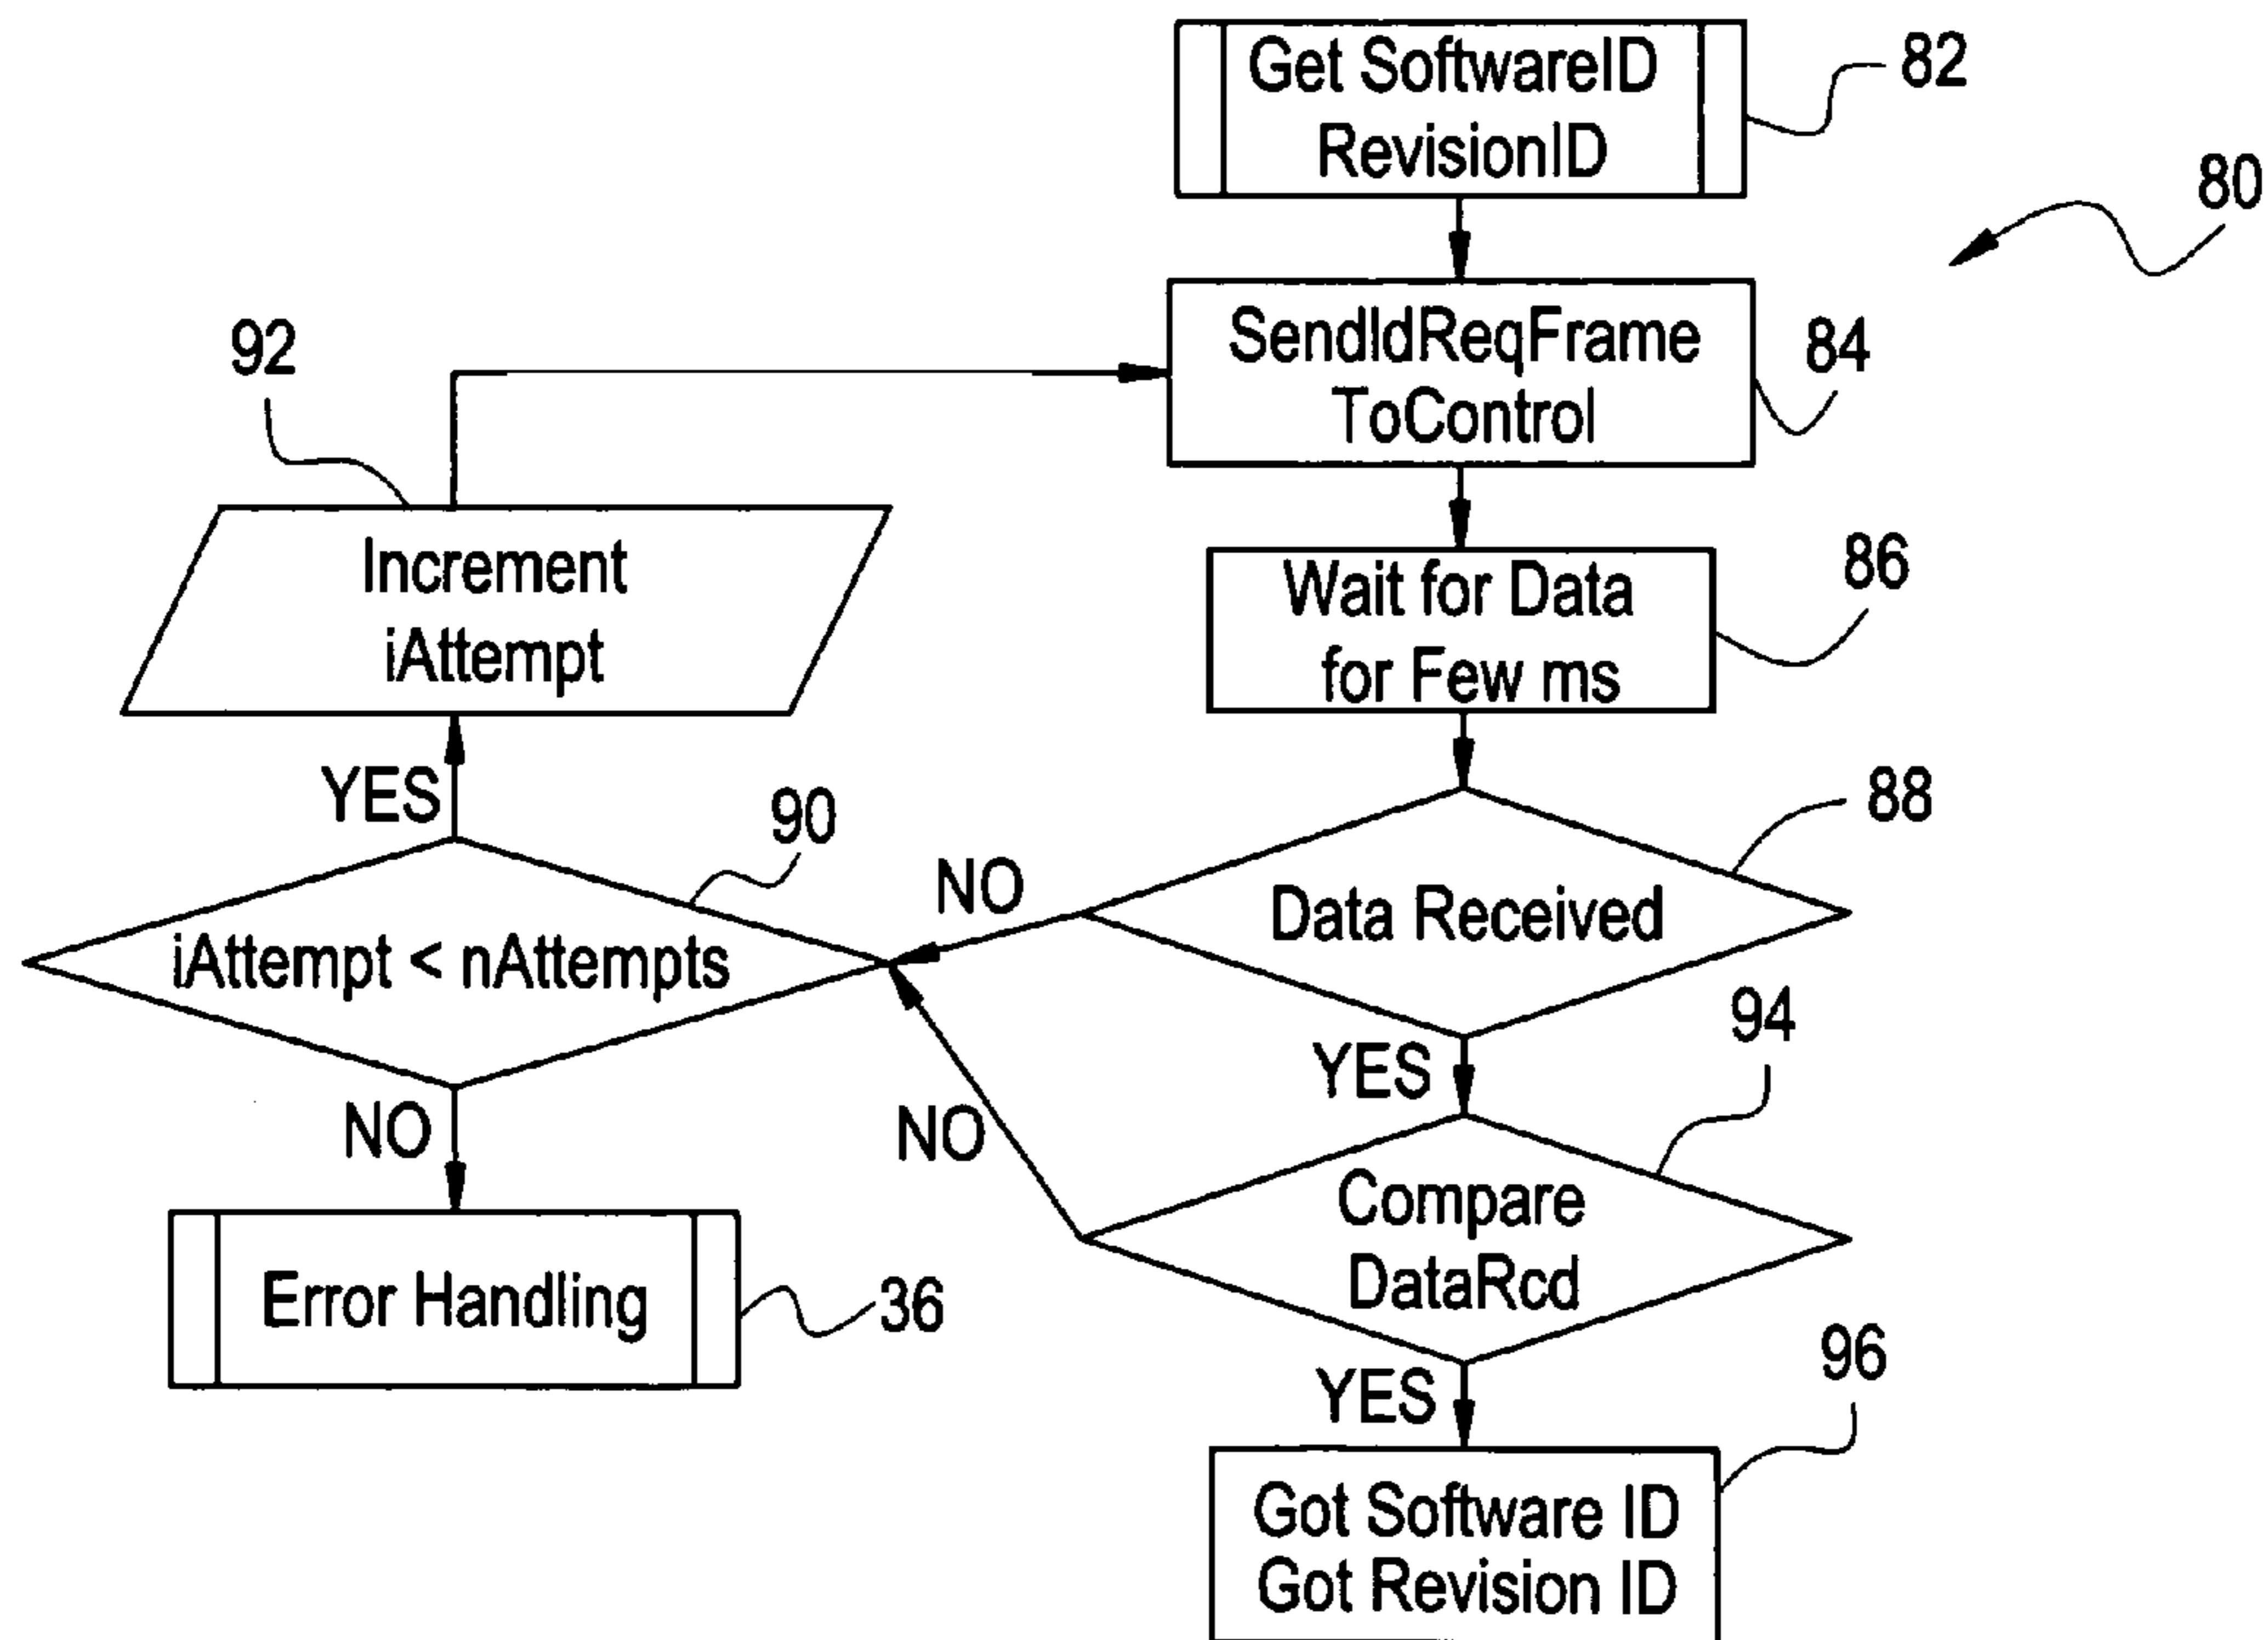 Get SoftwareID
RevisionID
82
80
SendIdReqFrame
ToControl
84
92
Increment
iAttempt
Wait for Data
for Few ms
86
YES
90
88
NO
Data Received
iAttempt < nAttempts
94
YES
NO
NO
Compare
DataRcd
Error Handling
36
YES
96
Got Software ID
Got Revision ID